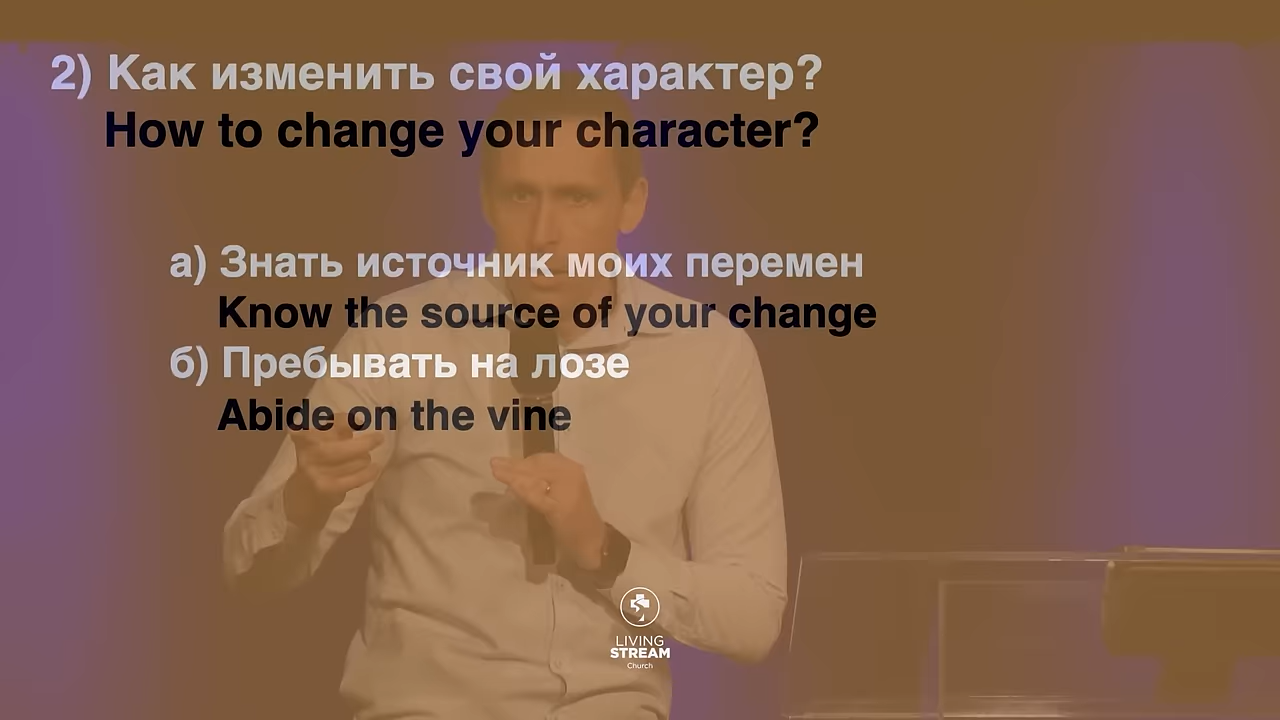 2) Как изменить свой характер?
How to change your character?
а) Знать источник моих перемен
Know the source of your change
б) Пребывать на лозе
Abide on the vine
LIVING
STREAM
Church